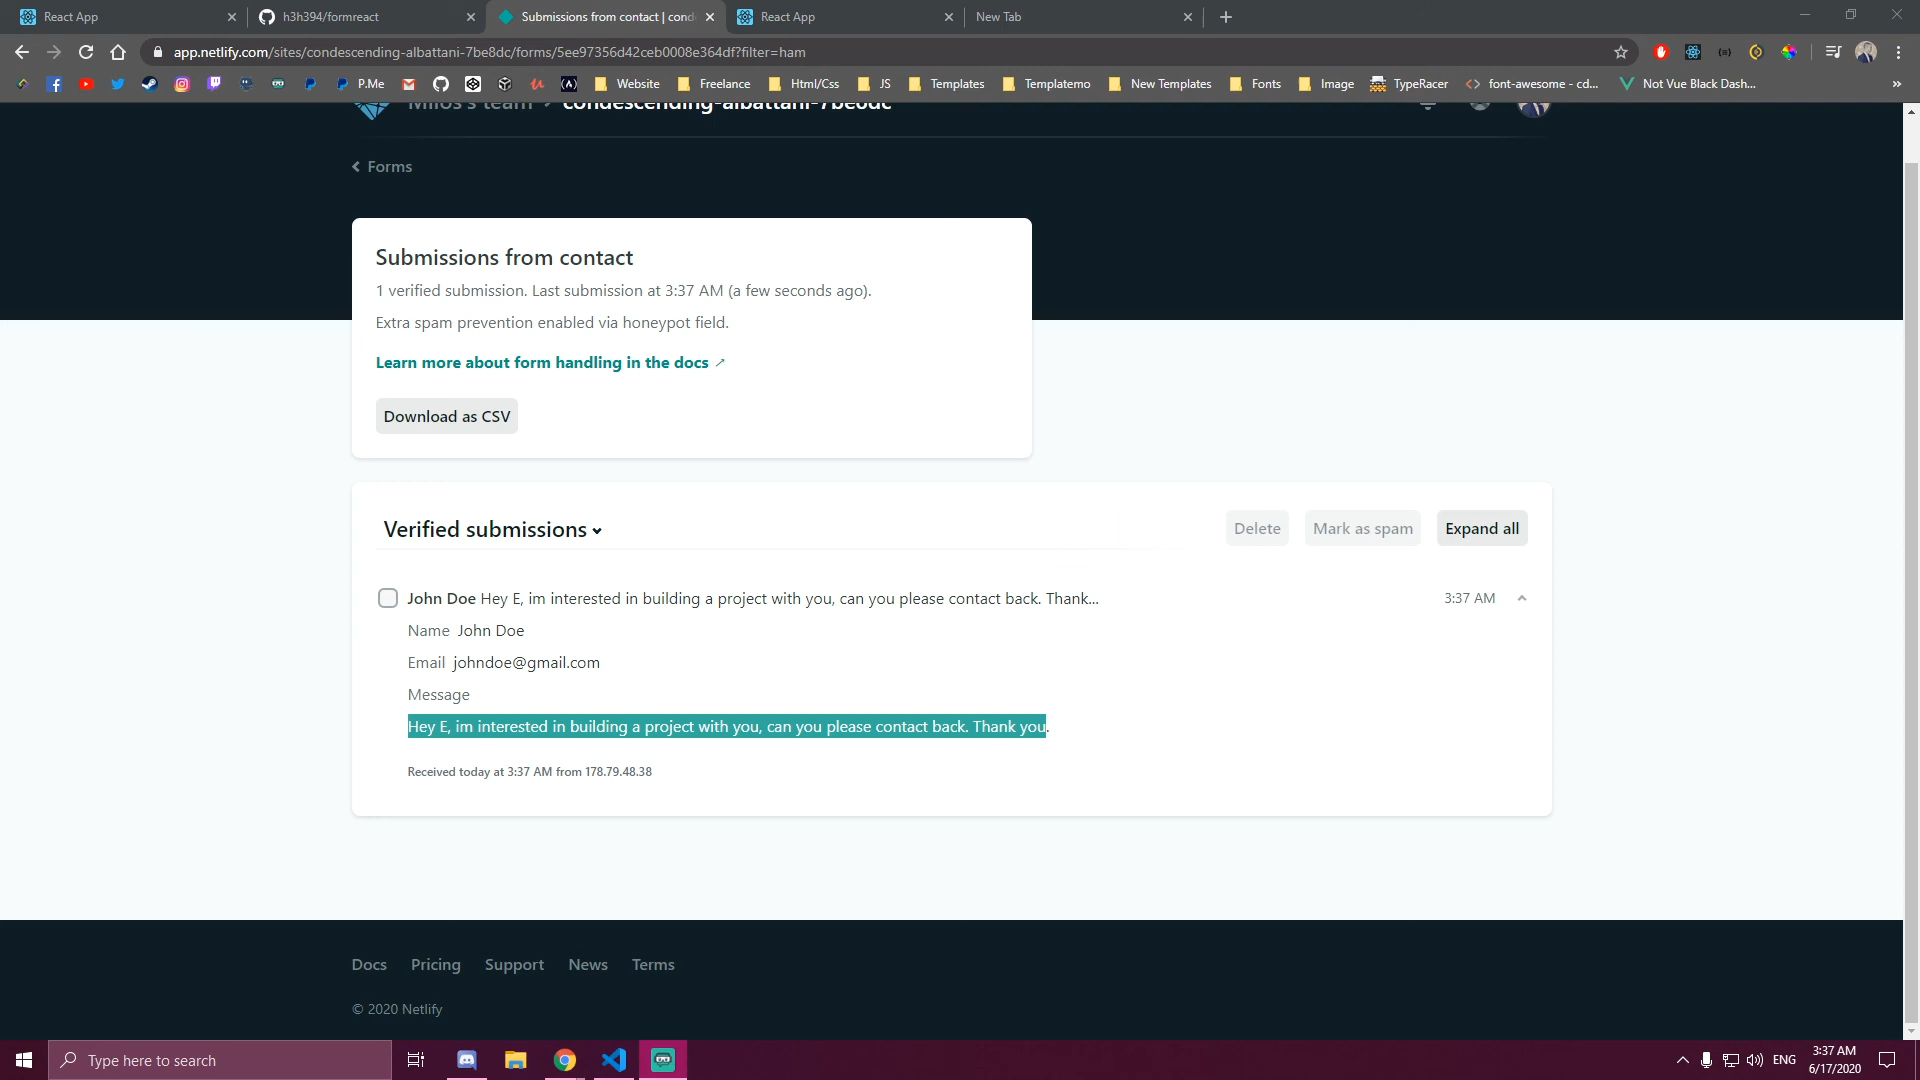 React App
h3h394/formreact
Submissions from contact | cond
React App
New Tab
app.netlify.com/sites/condescending-albattani-7be8dc/forms/5ee97356d42ceb0008e364df?filter=ham
P.Me
Website
Freelance
Html/Css
JS
Templates
Templatemo
New Templates
Fonts
Image
TypeRacer
font-awesome - cd...
Not Vue Black Dash...
Milos's team
condescending-albattani-7be8dc
Forms
Submissions from contact
1 verified submission. Last submission at 3:37 AM (a few seconds ago).
Extra spam prevention enabled via honeypot field.
Learn more about form handling in the docs
Download as CSV
Verified submissions
Delete
Mark as spam
Expand all
John Doe Hey E, im interested in building a project with you, can you please contact back. Thank...
3:37 AM
Name John Doe
Email johndoe@gmail.com
Message
Hey E, im interested in building a project with you, can you please contact back. Thank you.
Received today at 3:37 AM from 178.79.48.38
Docs
Pricing
Support
News
Terms
© 2020 Netlify
Type here to search
ENG
3:37 AM
6/17/2020